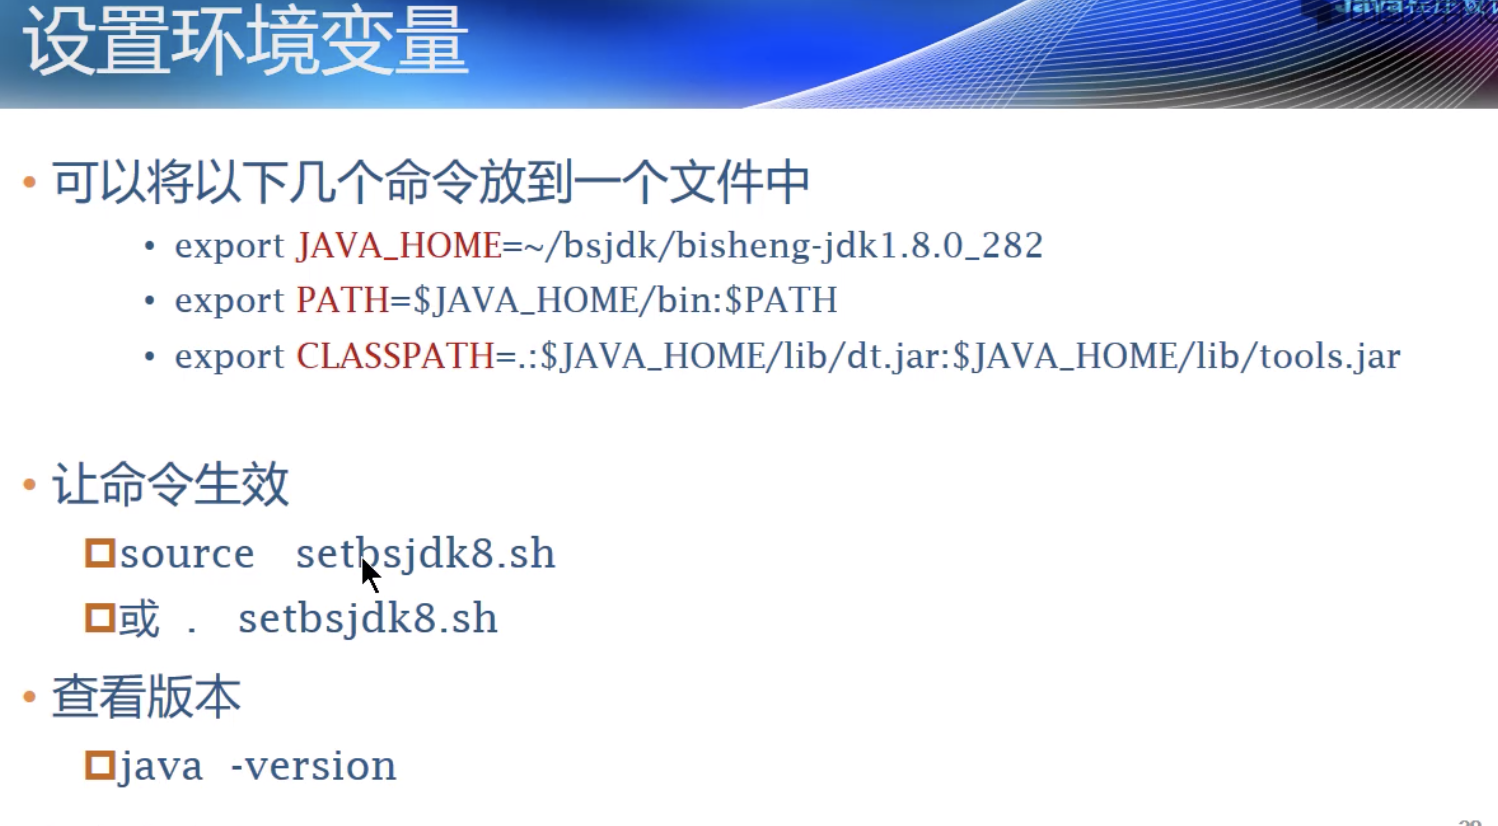 设置环境变量
• 可以将以下几个命令放到一个文件中
• export JAVA_HOME=~/bsjdk/bisheng-jdk1.8.0_282
• export PATH=$JAVA_HOME/bin:$PATH
• export CLASSPATH=.:$JAVA_HOME/lib/dt.jar:$JAVA_HOME/lib/tools.jar
• 让命令生效
source setbsjdk8.sh
或 . setbsjdk8.sh
• 查看版本
java -version